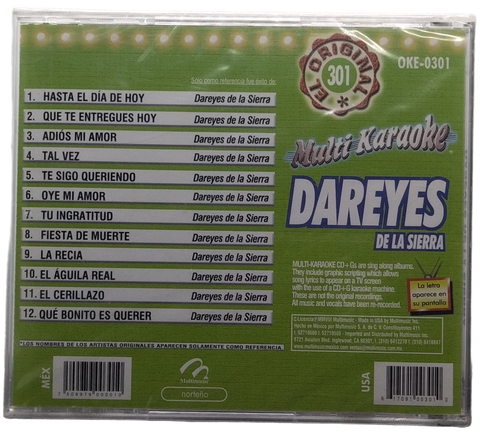 Sólo como referencia fue éxito de:
1. HASTA EL DÍA DE HOY Dareyes de la Sierra
2. QUE TE ENTREGUES HOY Dareyes de la Sierra
3. ADIÓS MI AMOR Dareyes de la Sierra
4. TAL VEZ Dareyes de la Sierra
5. TE SIGO QUERIENDO Dareyes de la Sierra
6. OYE MI AMOR Dareyes de la Sierra
7. TU INGRATITUD Dareyes de la Sierra
8. FIESTA DE MUERTE Dareyes de la Sierra
9. LA RECIA Dareyes de la Sierra
10. EL ÁGUILA REAL Dareyes de la Sierra
11. EL CERILLAZO Dareyes de la Sierra
12. QUÉ BONITO ES QUERER Dareyes de la Sierra
*LOS NOMBRES DE LOS ARTISTAS ORIGINALES APARECEN SOLAMENTE COMO REFERENCIA.
EL ORIGINAL
301
OKE-0301
Multi Karaoke
DAREYES
DE LA SIERRA
MULTI-KARAOKE CD+Gs are sing along albums.
They include graphic scripting which allows
song lyrics to appear on a TV screen
with the use of a CD+G karaoke machine.
These are not the original recordings.
All music and vocals have been re-recorded.
La letra
aparece en
su pantalla
MEX
Multimusic
norteño
USA